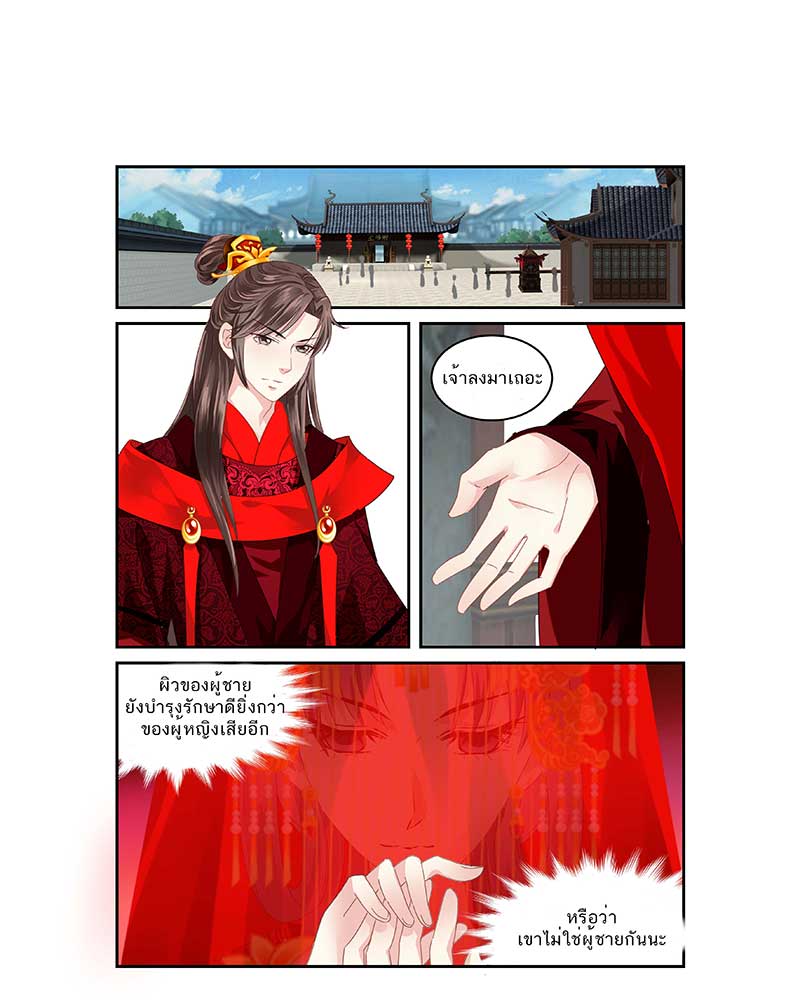 เจ้าลงมาเถอะ
ผิวของผู้ชาย
ยังบำรุงรักษาดียิ่งกว่า
ของผู้หญิงเสียอีก
หรือว่า
เขาไม่ใช่ผู้ชายกันนะ